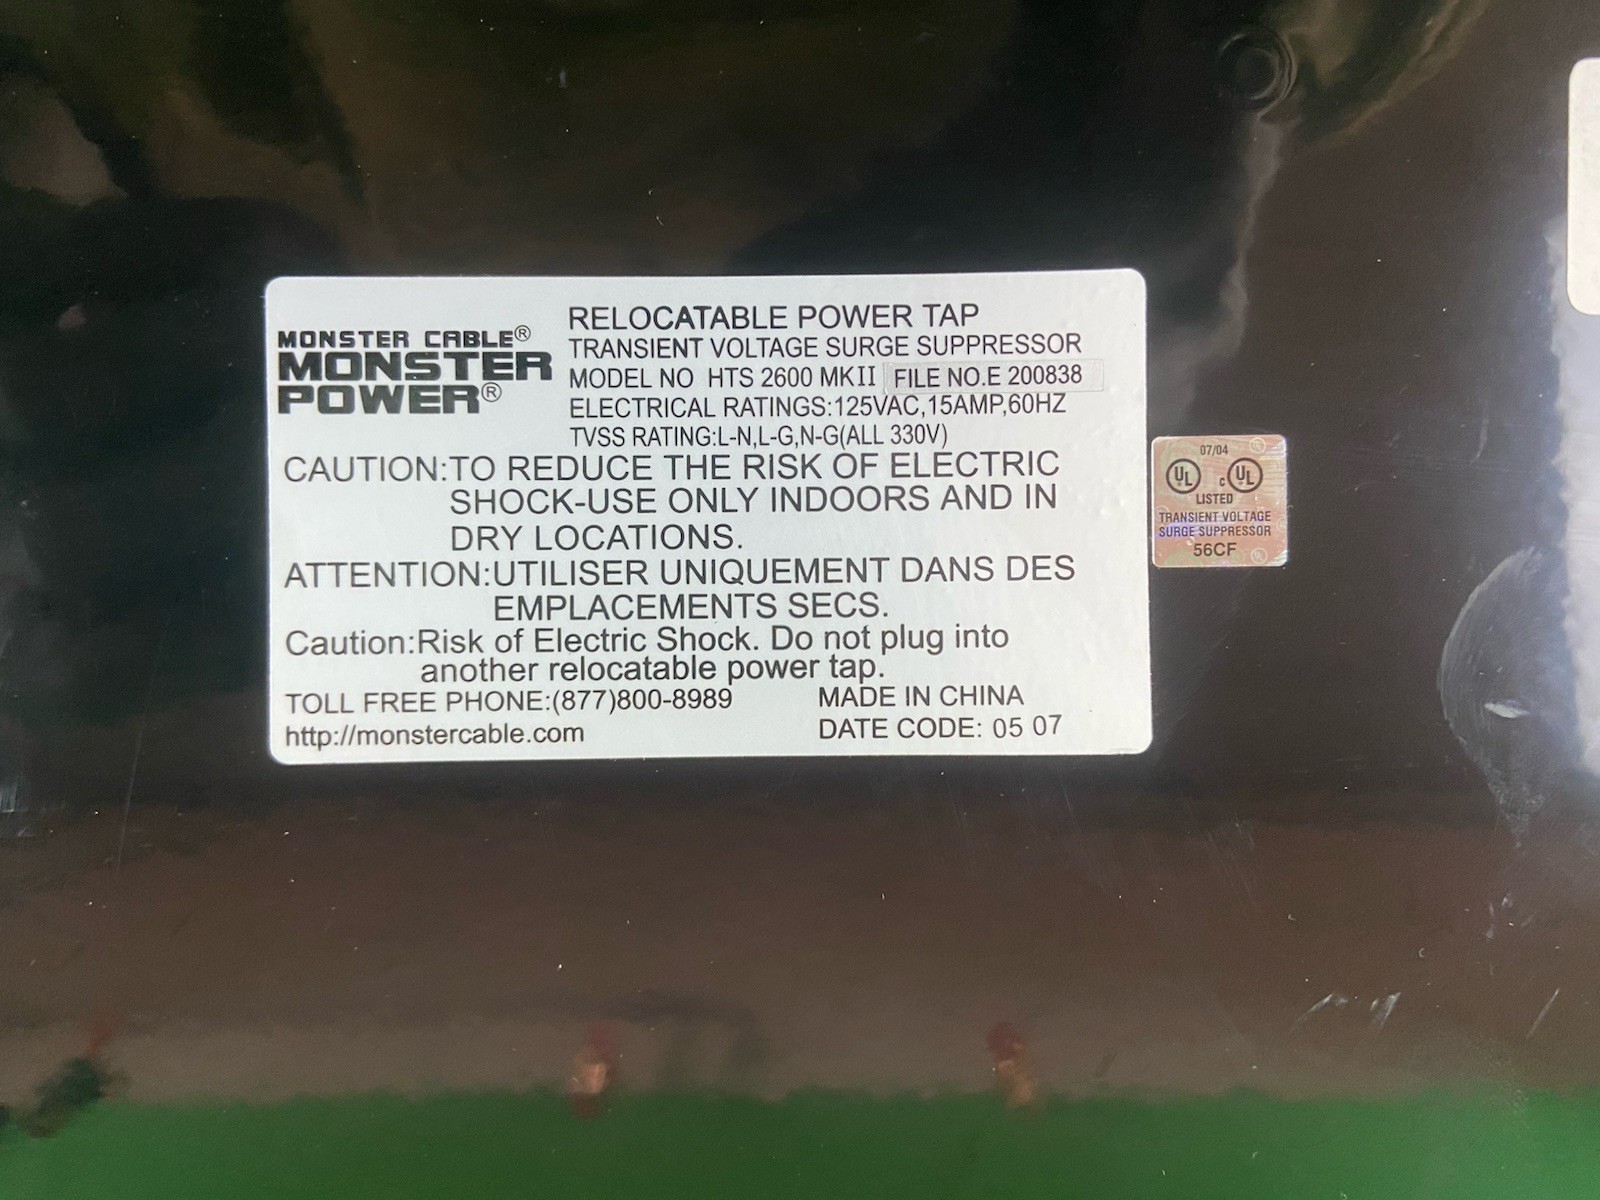 MONSTER CABLE®
MONSTER
POWER®
RELOCATABLE POWER TAP
TRANSIENT VOLTAGE SURGE SUPPRESSOR
MODEL NO HTS 2600 MKII FILE NO.E 200838
ELECTRICAL RATINGS:125VAC,15AMP,60HZ
TVSS RATING:L-N,L-G,N-G(ALL 330V)
CAUTION:TO REDUCE THE RISK OF ELECTRIC
SHOCK-USE ONLY INDOORS AND IN
DRY LOCATIONS.
ATTENTION:UTILISER UNIQUEMENT DANS DES
EMPLACEMENTS SECS.
Caution:Risk of Electric Shock. Do not plug into
another relocatable power tap.
TOLL FREE PHONE:(877)800-8989 MADE IN CHINA
http://monstercable.com DATE CODE: 05 07
07/04
UL c UL
LISTED
TRANSIENT VOLTAGE
SURGE SUPPRESSOR
56CF